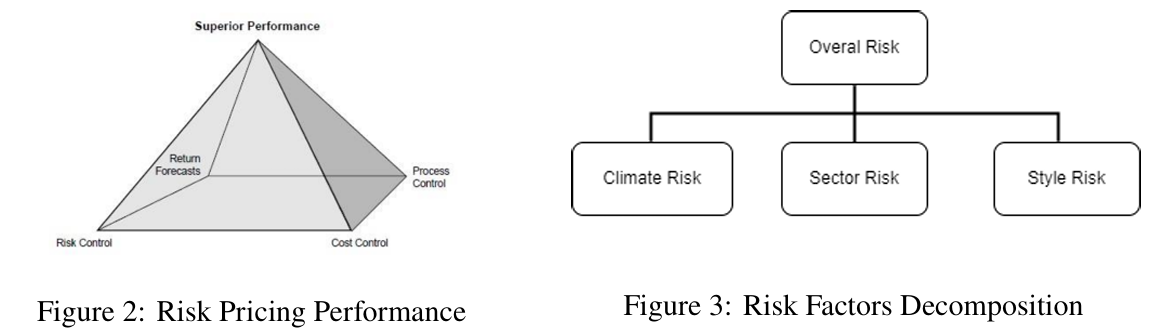 Superior Performance
Return
Forecasts
Process
Control
Risk Control
Cost Control
Figure 2: Risk Pricing Performance
Overal Risk
Climate Risk
Sector Risk
Style Risk
Figure 3: Risk Factors Decomposition